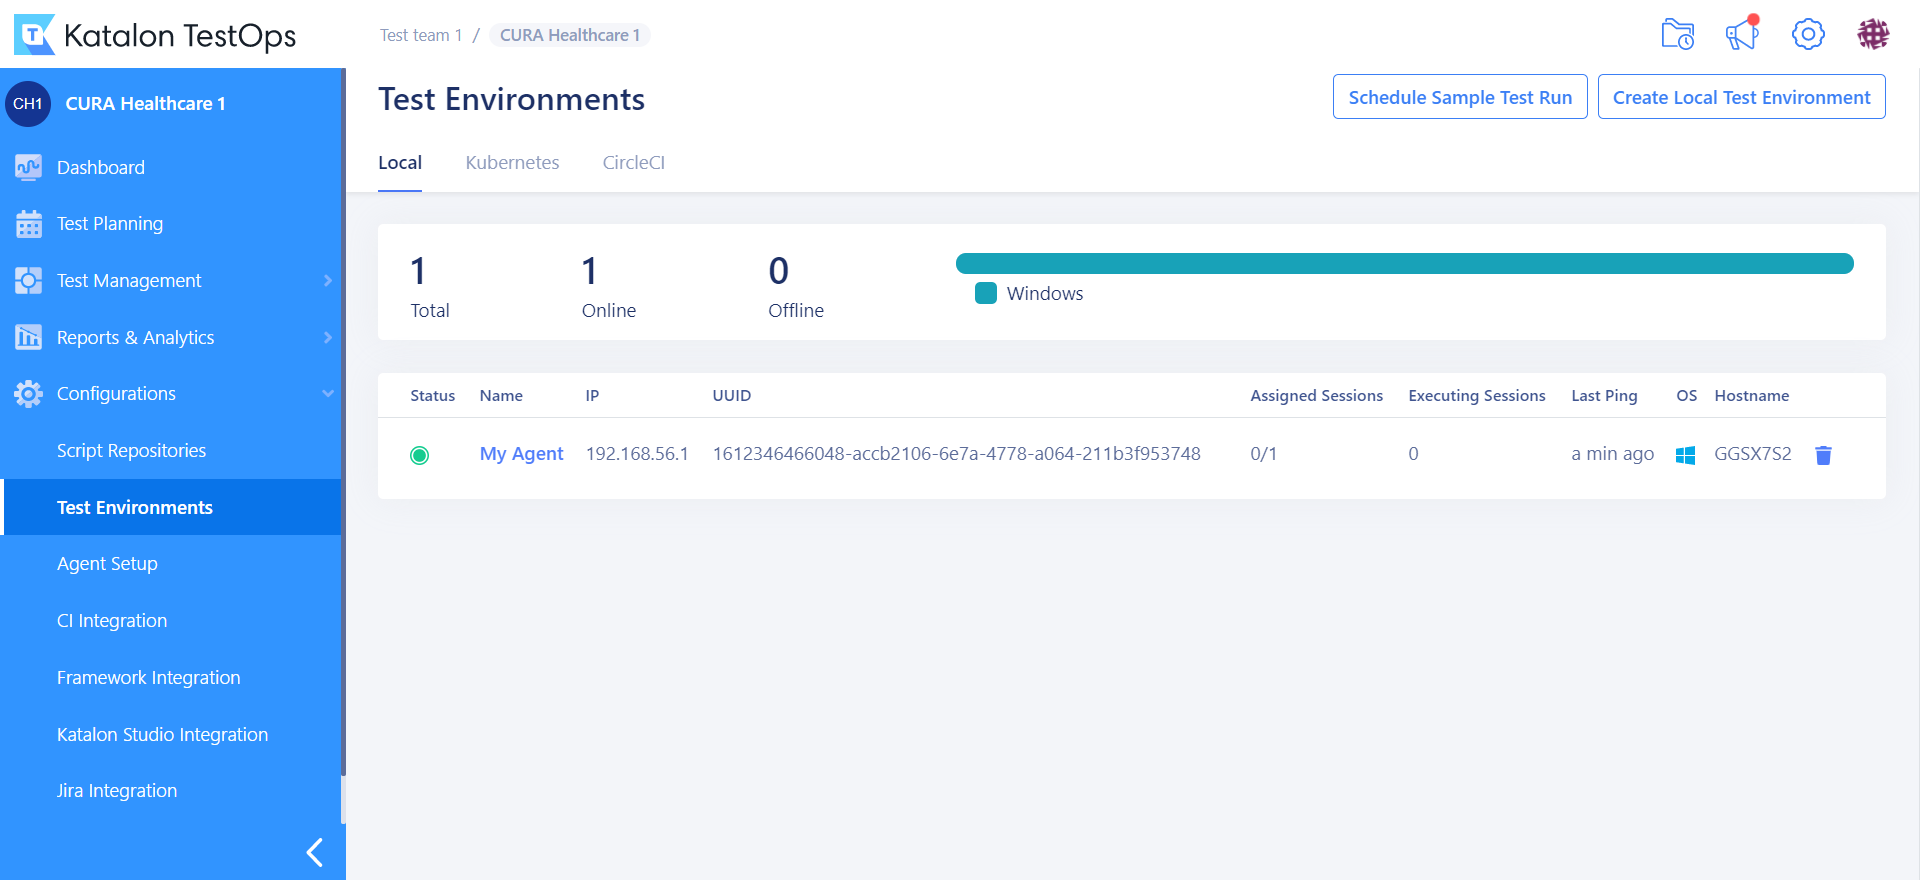 Katalon TestOps
Test team 1 / CURA Healthcare 1
CH1 CURA Healthcare 1
Dashboard
Test Planning
Test Management
Reports & Analytics
Configurations
Script Repositories
Test Environments
Agent Setup
CI Integration
Framework Integration
Katalon Studio Integration
Jira Integration
Test Environments
Schedule Sample Test Run
Create Local Test Environment
Local Kubernetes CircleCI
1 1 0
Total Online Offline
Windows
Status Name IP UUID Assigned Sessions Executing Sessions Last Ping OS Hostname
My Agent 192.168.56.1 1612346466048-accb2106-6e7a-4778-a064-211b3f953748 0/1 0 a min ago GGSX7S2